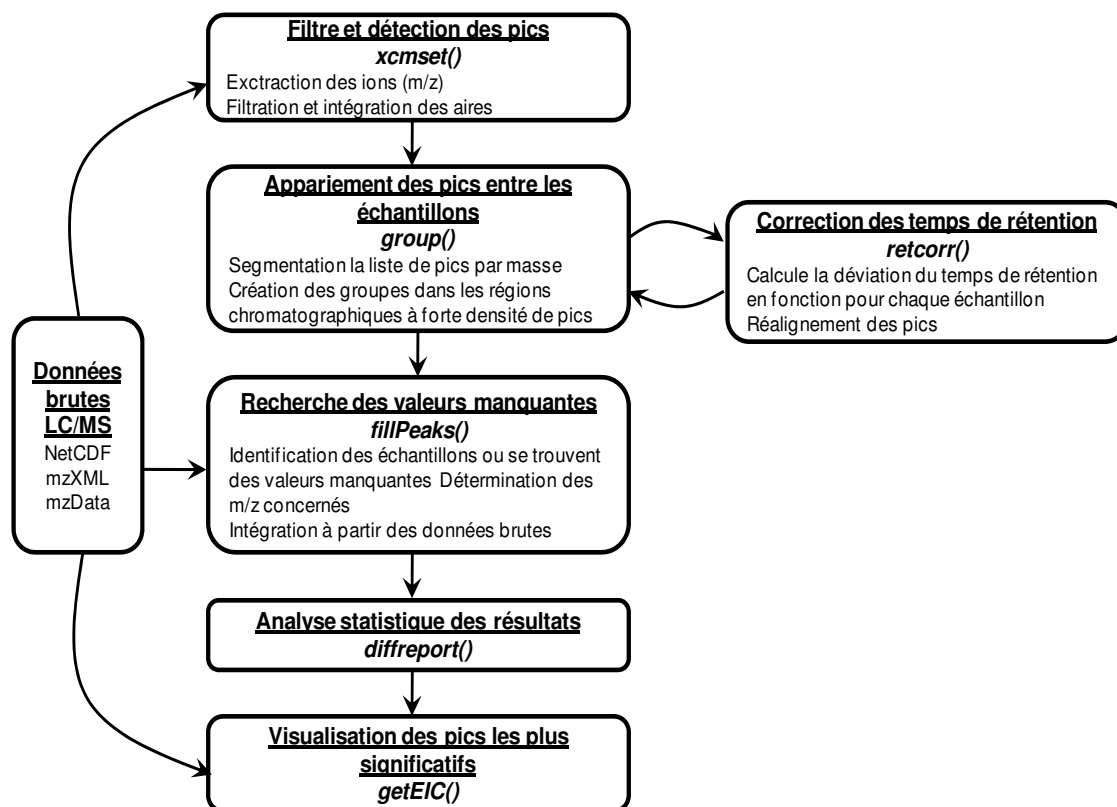 Filtre et détection des pics
xcmset()
Exctraction des ions (m/z)
Filtration et intégration des aires
Appariement des pics entre les
échantillons
group()
Segmentation la liste de pics par masse
Création des groupes dans les régions
chromatographiques à forte densité de pics
Correction des temps de rétention
retcorr()
Calcule la déviation du temps de rétention
en fonction pour chaque échantillon
Réalignement des pics
Données
brutes
LC/MS
NetCDF
mzXML
mzData
Recherche des valeurs manquantes
fillPeaks()
Identification des échantillons ou se trouvent
des valeurs manquantes Détermination des
m/z concernés
Intégration à partir des données brutes
Analyse statistique des résultats
diffreport()
Visualisation des pics les plus
significatifs
getEIC()